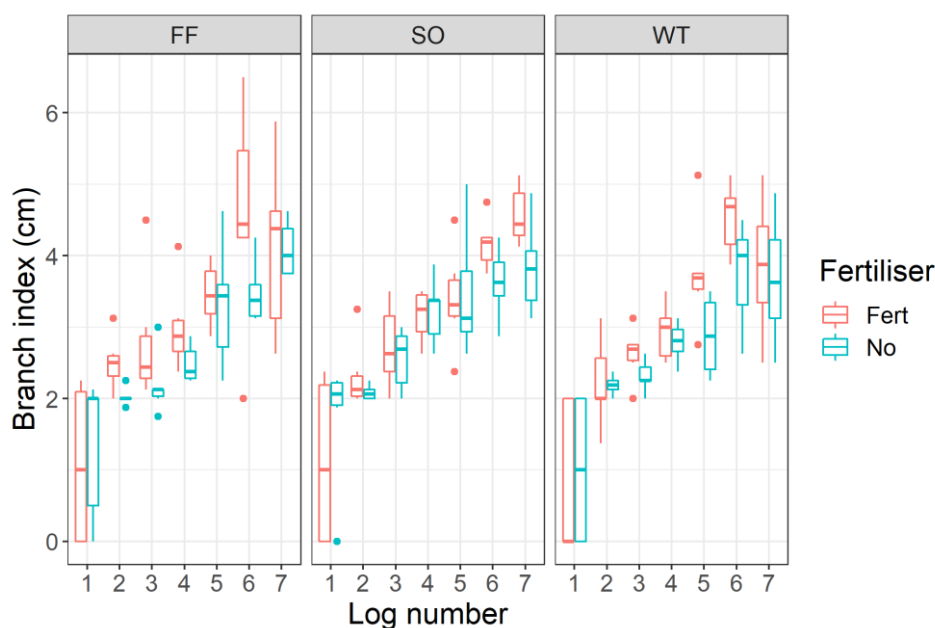 FF SO WT
6
4
2
0
Branch index (cm)
1 2 3 4 5 6 7 1 2 3 4 5 6 7 1 2 3 4 5 6 7
Log number
Fertiliser
Fert
No